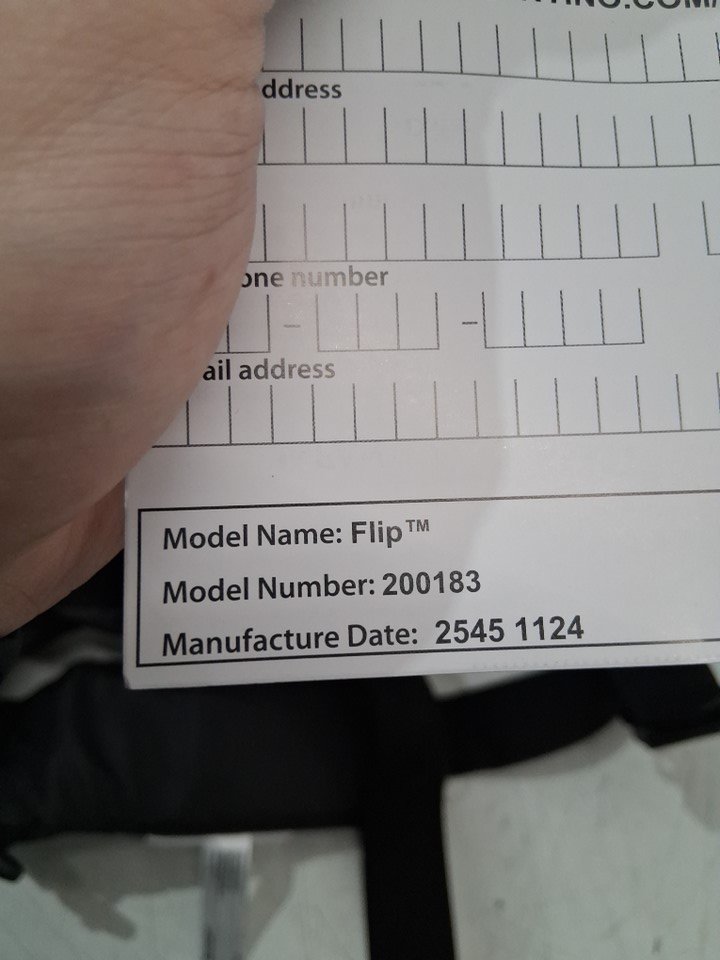 ddress
one number
ail address
Model Name: Flip™
Model Number: 200183
Manufacture Date: 2545 1124